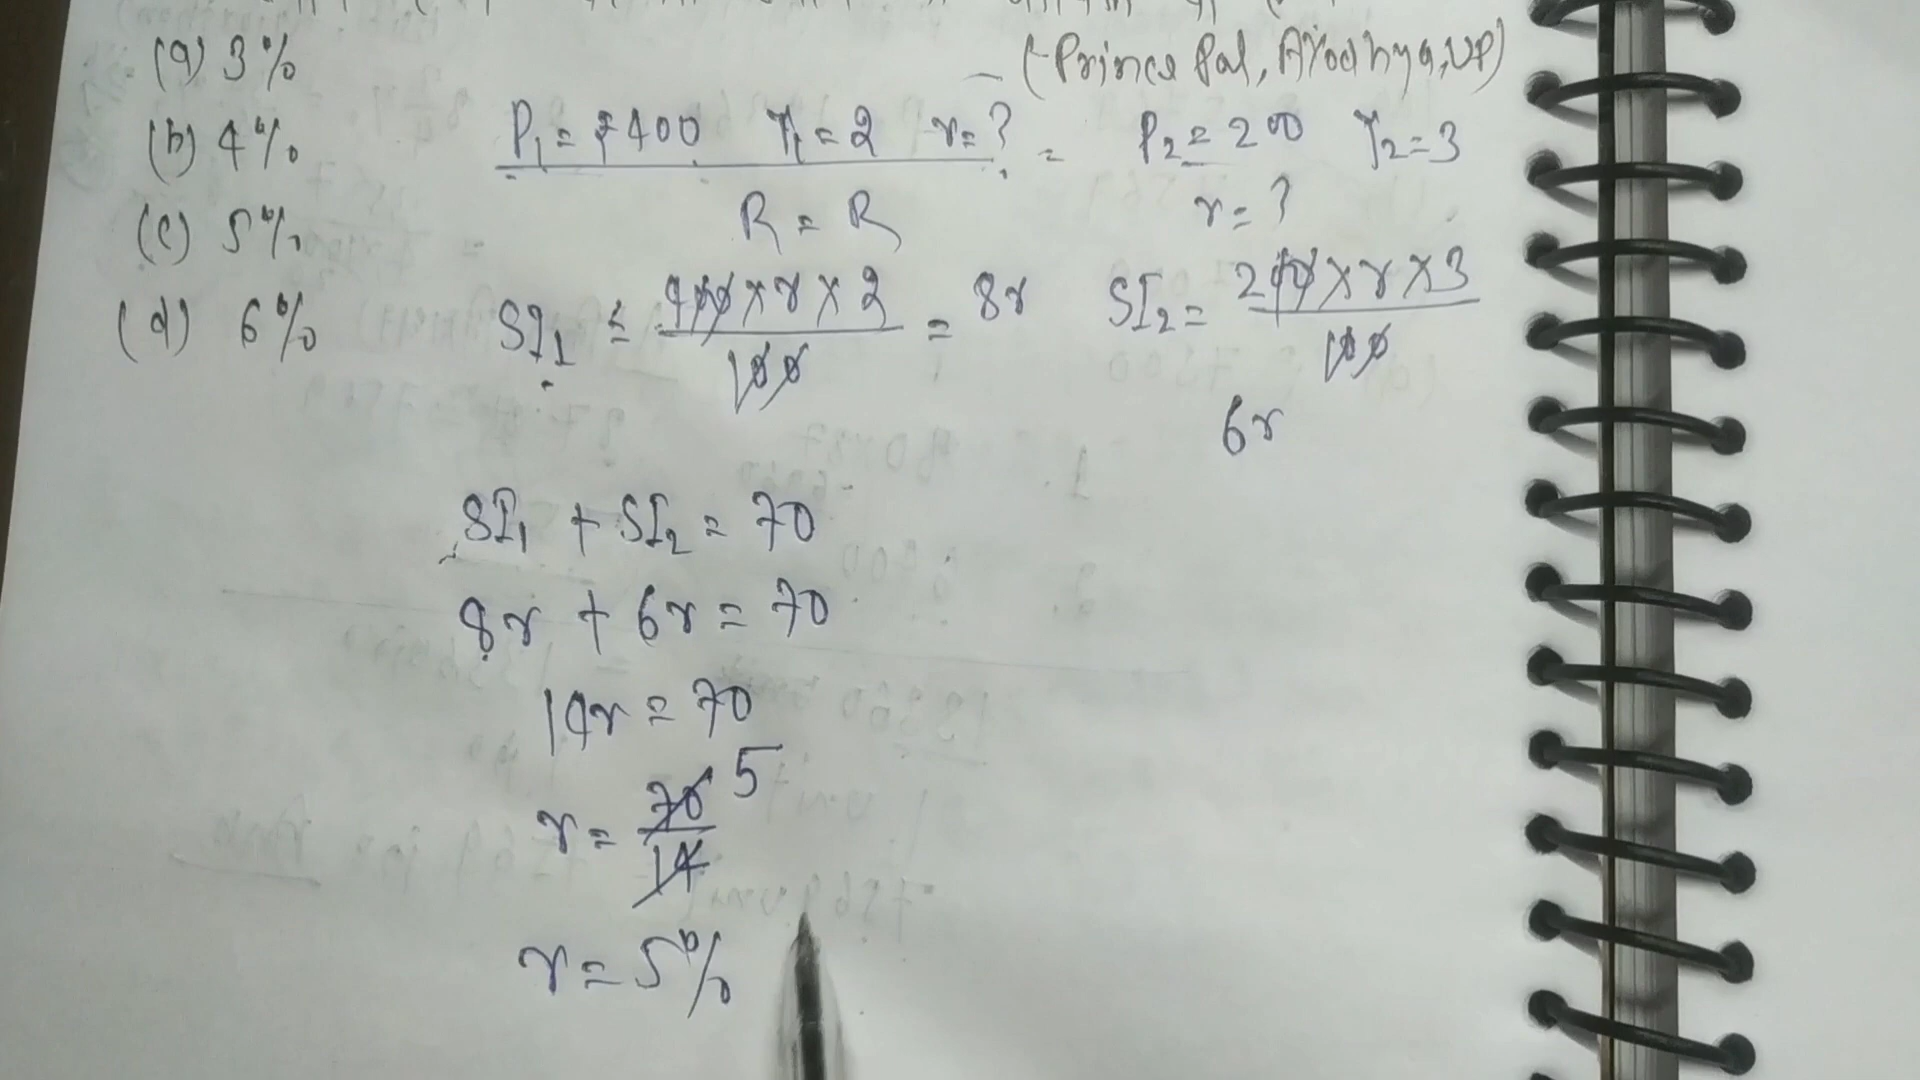 (-Prince Pal, Ayodhya, UP)
(a) 3%
(b) 4%
(c) 5%
(d) 6%
P₁ = ₹400 T₁ = 2 r = ? = P₂ = 200 T₂ = 3
R = R r = ?
SI₁ = 400 × r × 2 / 100 = 8r SI₂ = 200 × r × 3 / 100
6r
SI₁ + SI₂ = 70
8r + 6r = 70
14r = 70
r = 70 / 14 5
r = 5%